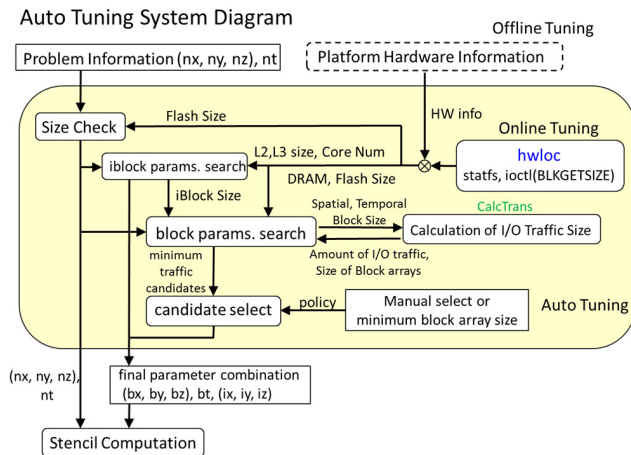 Auto Tuning System Diagram
Offline Tuning
Problem Information (nx, ny, nz), nt
Platform Hardware Information
HW info
Flash Size
Size Check
Online Tuning
hwloc
statfs, ioctl(BLKGETSIZE)
L2,L3 size, Core Num
iblock params. search
DRAM, Flash Size
iBlock Size
Spatial, Temporal
Block Size
CalcTrans
block params. search
Calculation of I/O Traffic Size
minimum
traffic
candidates
Amount of I/O traffic,
Size of Block arrays
candidate select
policy
Manual select or
minimum block array size
Auto Tuning
(nx, ny, nz),
nt
final parameter combination
(bx, by, bz), bt, (ix, iy, iz)
Stencil Computation